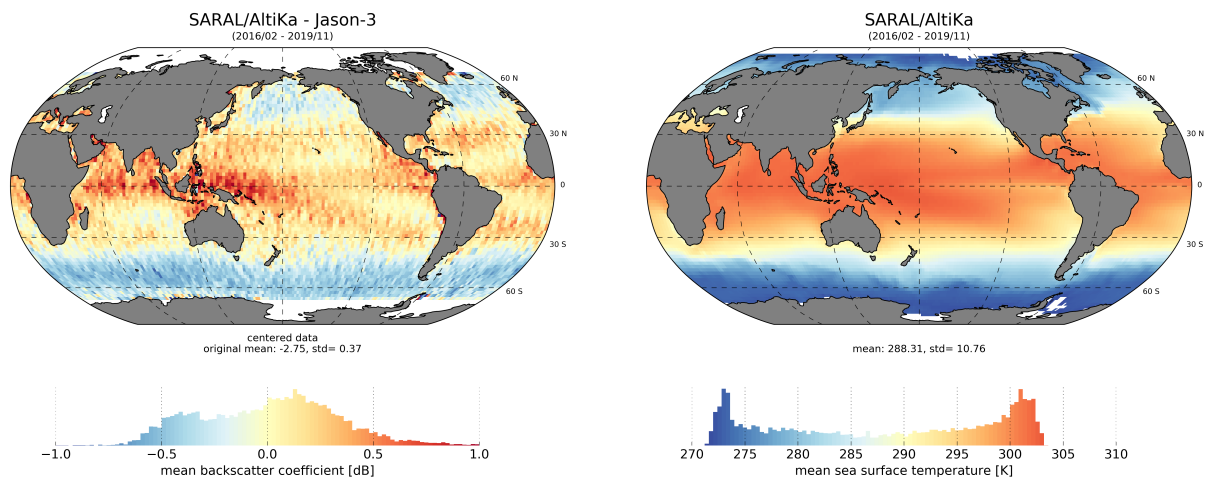 SARAL/AltiKa - Jason-3
(2016/02 - 2019/11)
60 N
30 N
0
30 S
60 S
centered data
original mean: -2.75, std= 0.37
−1.0 −0.5 0.0 0.5 1.0
mean backscatter coefficient [dB]
SARAL/AltiKa
(2016/02 - 2019/11)
60 N
30 N
0
30 S
60 S
mean: 288.31, std= 10.76
270 275 280 285 290 295 300 305 310
mean sea surface temperature [K]